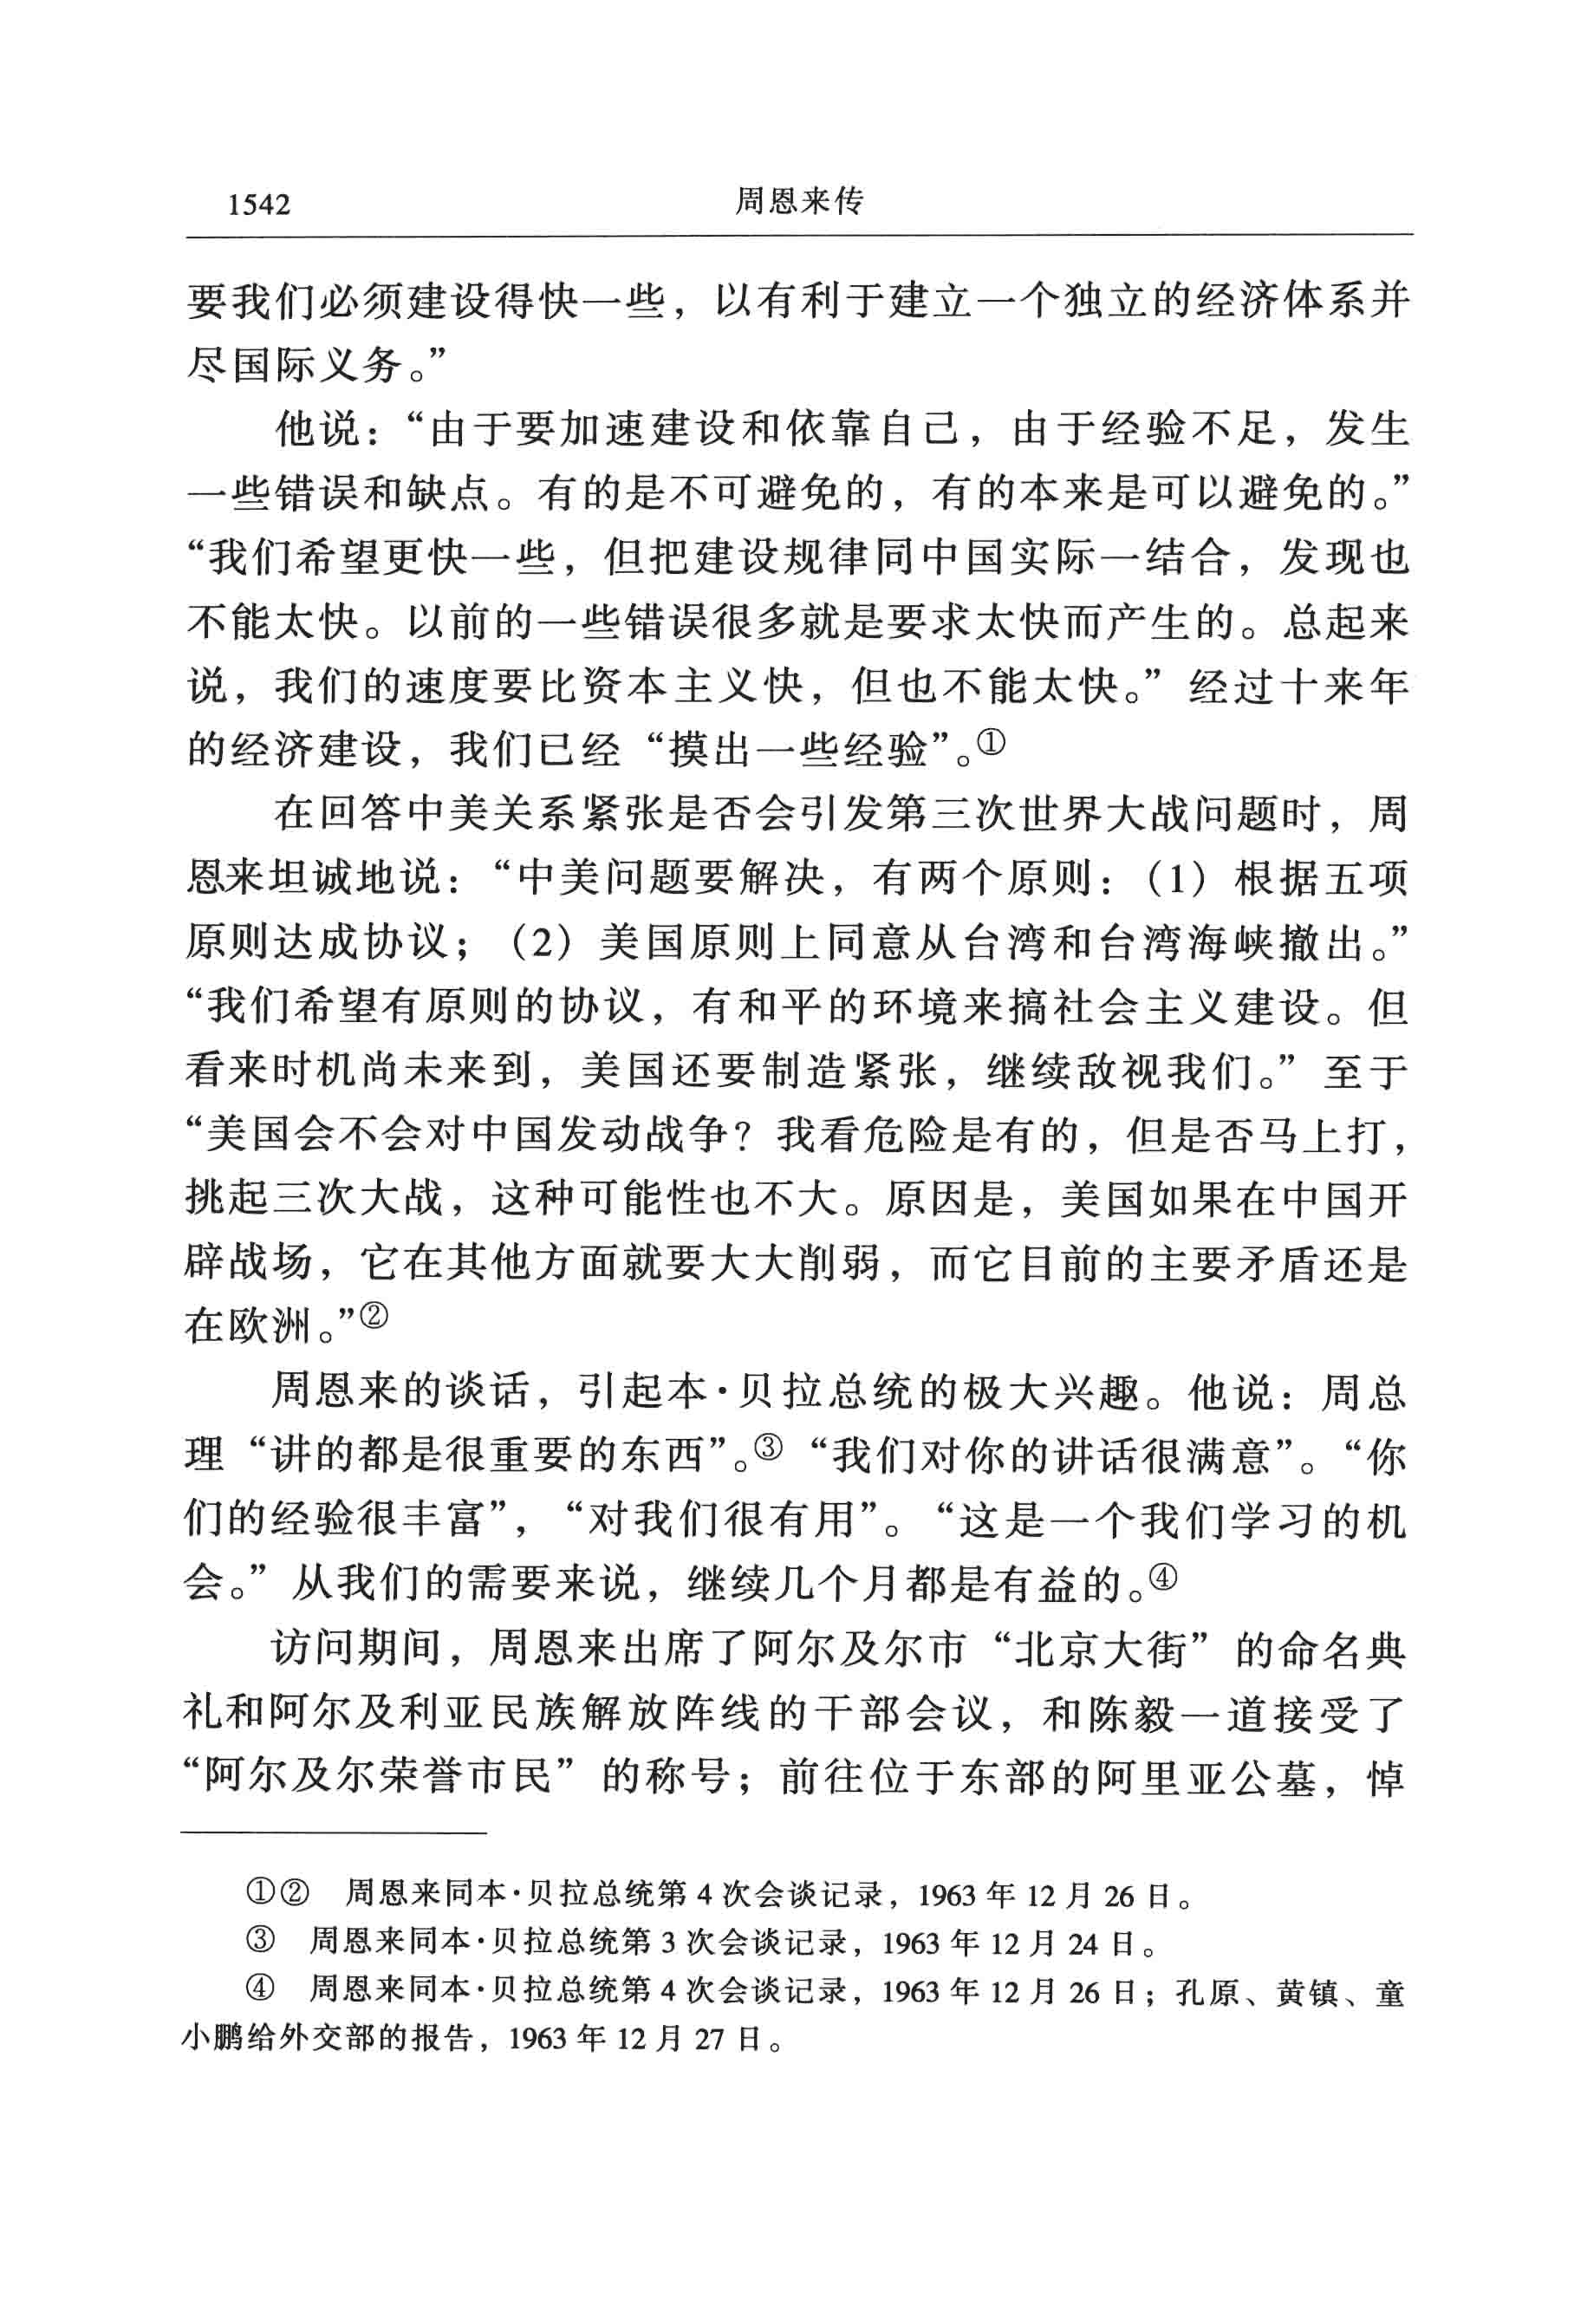 1542 周恩来传
要我们必须建设得快一些，以有利于建立一个独立的经济体系并
尽国际义务。”
他说：“由于要加速建设和依靠自己，由于经验不足，发生
一些错误和缺点。有的是不可避免的，有的本来是可以避免的。”
“我们希望更快一些，但把建设规律同中国实际一结合，发现也
不能太快。以前的一些错误很多就是要求太快而产生的。总起来
说，我们的速度要比资本主义快，但也不能太快。”经过十来年
的经济建设，我们已经“摸出一些经验”。①
在回答中美关系紧张是否会引发第三次世界大战问题时，周
恩来坦诚地说：“中美问题要解决，有两个原则：（1）根据五项
原则达成协议；（2）美国原则上同意从台湾和台湾海峡撤出。”
“我们希望有原则的协议，有和平的环境来搞社会主义建设。但
看来时机尚未来到，美国还要制造紧张，继续敌视我们。”至于
“美国会不会对中国发动战争？我看危险是有的，但是否马上打，
挑起三次大战，这种可能性也不大。原因是，美国如果在中国开
辟战场，它在其他方面就要大大削弱，而它目前的主要矛盾还是
在欧洲。”②
周恩来的谈话，引起本·贝拉总统的极大兴趣。他说：周总
理“讲的都是很重要的东西”。③“我们对你的讲话很满意”。“你
们的经验很丰富”，“对我们很有用”。“这是一个我们学习的机
会。”从我们的需要来说，继续几个月都是有益的。④
访问期间，周恩来出席了阿尔及尔市“北京大街”的命名典
礼和阿尔及利亚民族解放阵线的干部会议，和陈毅一道接受了
“阿尔及尔荣誉市民”的称号；前往位于东部的阿里亚公墓，悼
①② 周恩来同本·贝拉总统第4次会谈记录，1963年12月26日。
③ 周恩来同本·贝拉总统第3次会谈记录，1963年12月24日。
④ 周恩来同本·贝拉总统第4次会谈记录，1963年12月26日；孔原、黄镇、童
小鹏给外交部的报告，1963年12月27日。